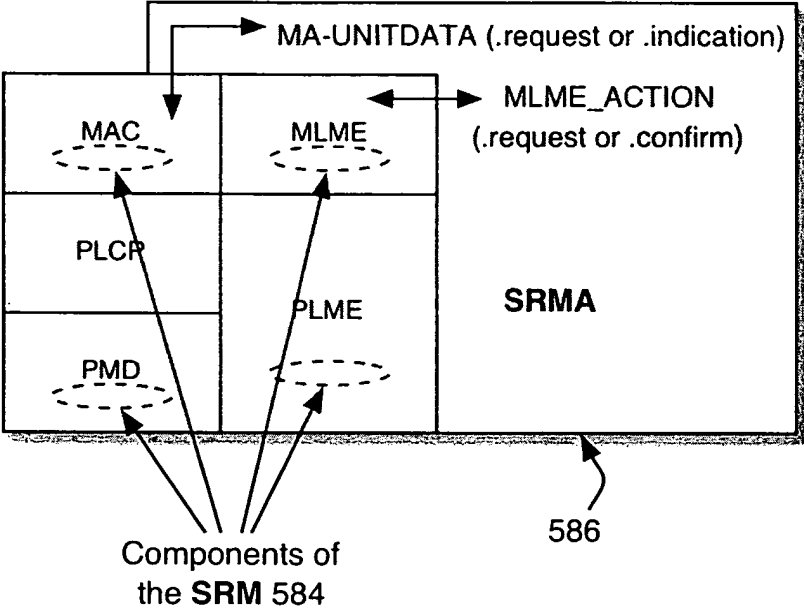 MA-UNITDATA (.request or .indication)
MAC
MLME
MLME_ACTION
(.request or .confirm)
PLCP
PLME
SRMA
PMD
586
Components of
the SRM 584